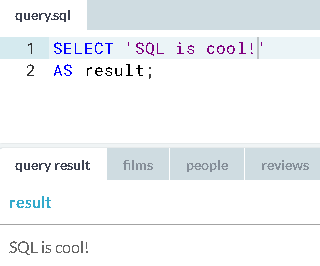 query.sql
1 SELECT 'SQL is cool!'
2 AS result;
query result films people reviews
result
SQL is cool!